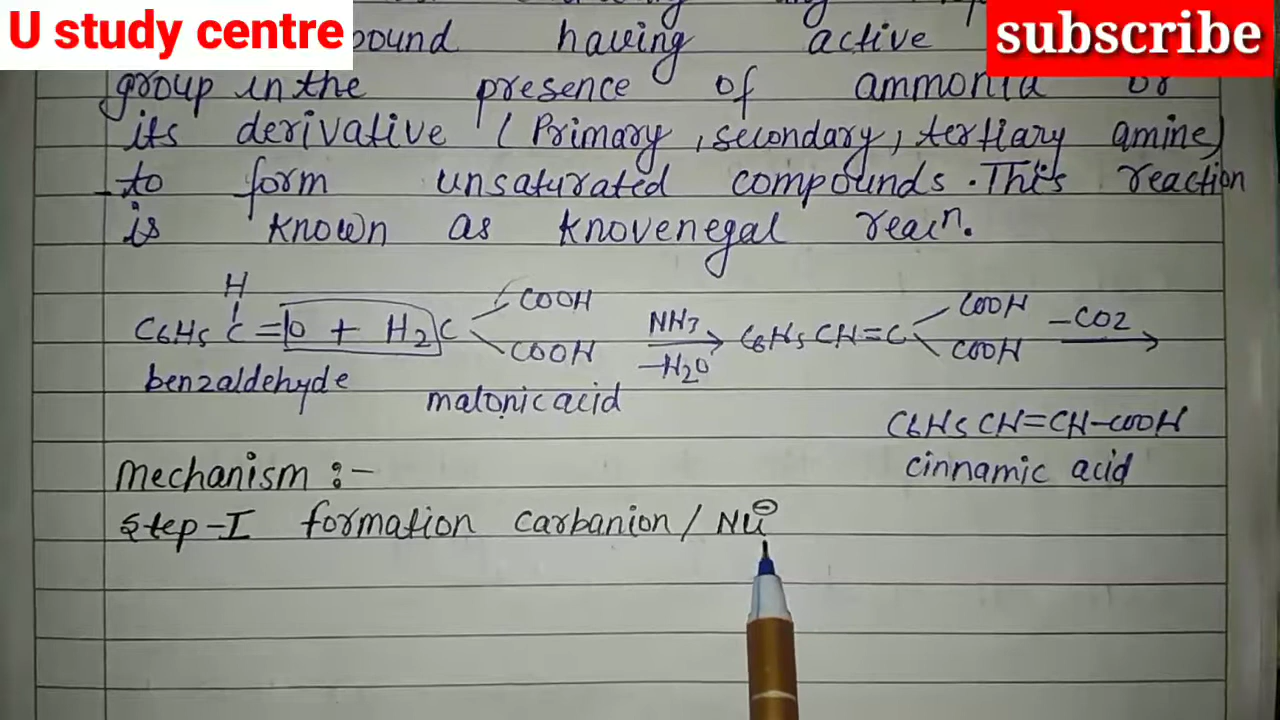 U study centre
subscribe
pound having active
group in the presence of ammonia or
its derivative (Primary, secondary, tertiary amine)
to form unsaturated compounds. This reaction
is known as knovenegal reacn.
H
C6H5 C=O + H2C COOH COOH NH3 -H2O C6H5 CH=C COOH COOH -CO2
benzaldehyde malonic acid
C6H5 CH=CH-COOH
cinnamic acid
Mechanism :-
Step-I formation carbanion / Nu⊖